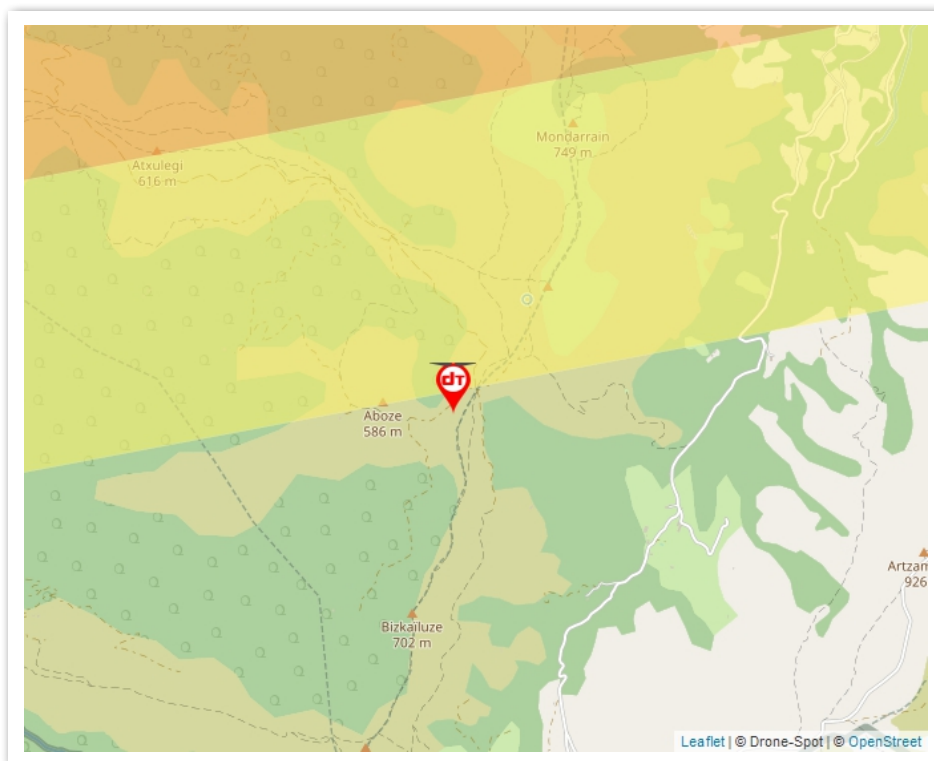 Mondarrain
749 m
Atxulegi
616 m
dT
Aboze
586 m
Artzam
926
Bizkailuze
702 m
Leaflet | © Drone-Spot | © OpenStreet